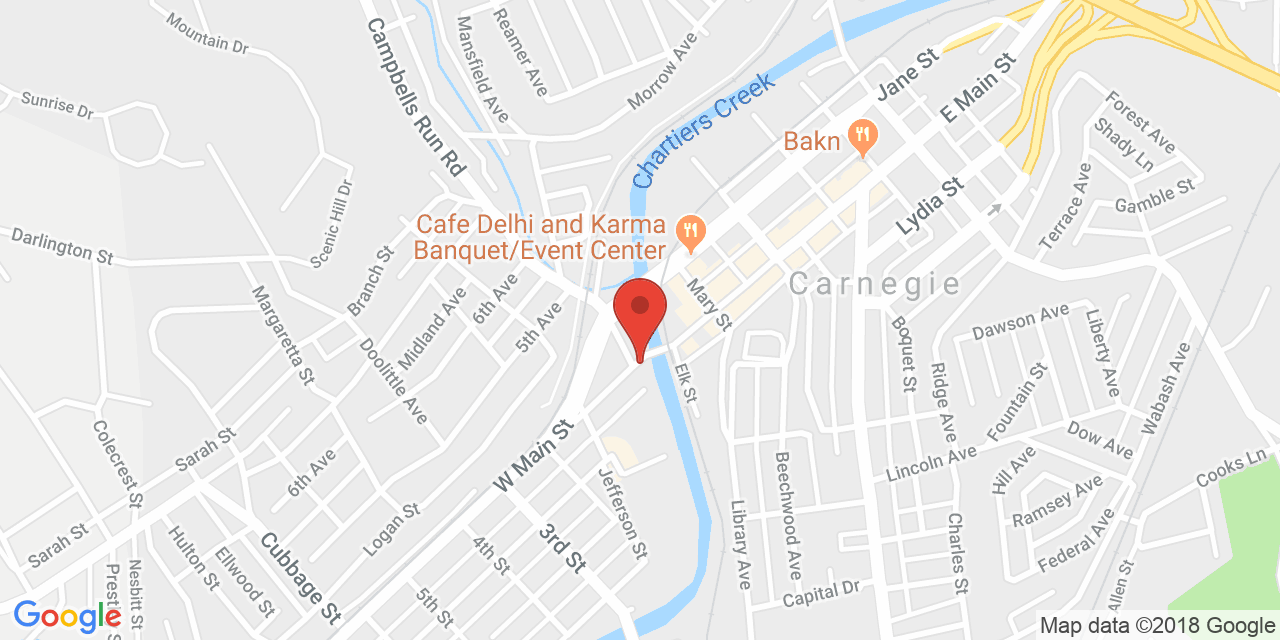 Mountain Dr
Campbells Run Rd
Mansfield Ave
Reamer Ave
Morrow Ave
Sunrise Dr
Chartiers Creek
Jane St
E Main St
Bakn
Forest Ave
Shady Ln
Gamble St
Terrace Ave
Lydia St
Scenic Hill Dr
Darlington St
Cafe Delhi and Karma
Banquet/Event Center
Branch St
Margaretta St
Midland Ave
6th Ave
5th Ave
Doolittle Ave
Mary St
Carnegie
Elk St
Boquet St
Dawson Ave
Liberty Ave
Ridge Ave
Fountain St
Wabash Ave
Colecrest St
Sarah St
6th Ave
W Main St
Jefferson St
Lincoln Ave
Dow Ave
Hill Ave
Cooks Ln
Ramsey Ave
Federal Ave
Library Ave
Beechwood Ave
Charles St
Sarah St
Logan St
3rd St
4th St
5th St
Cubbage St
Hulton St
Ellwood St
Nesbitt St
Capital Dr
Allen St
Google
Map data ©2018 Google